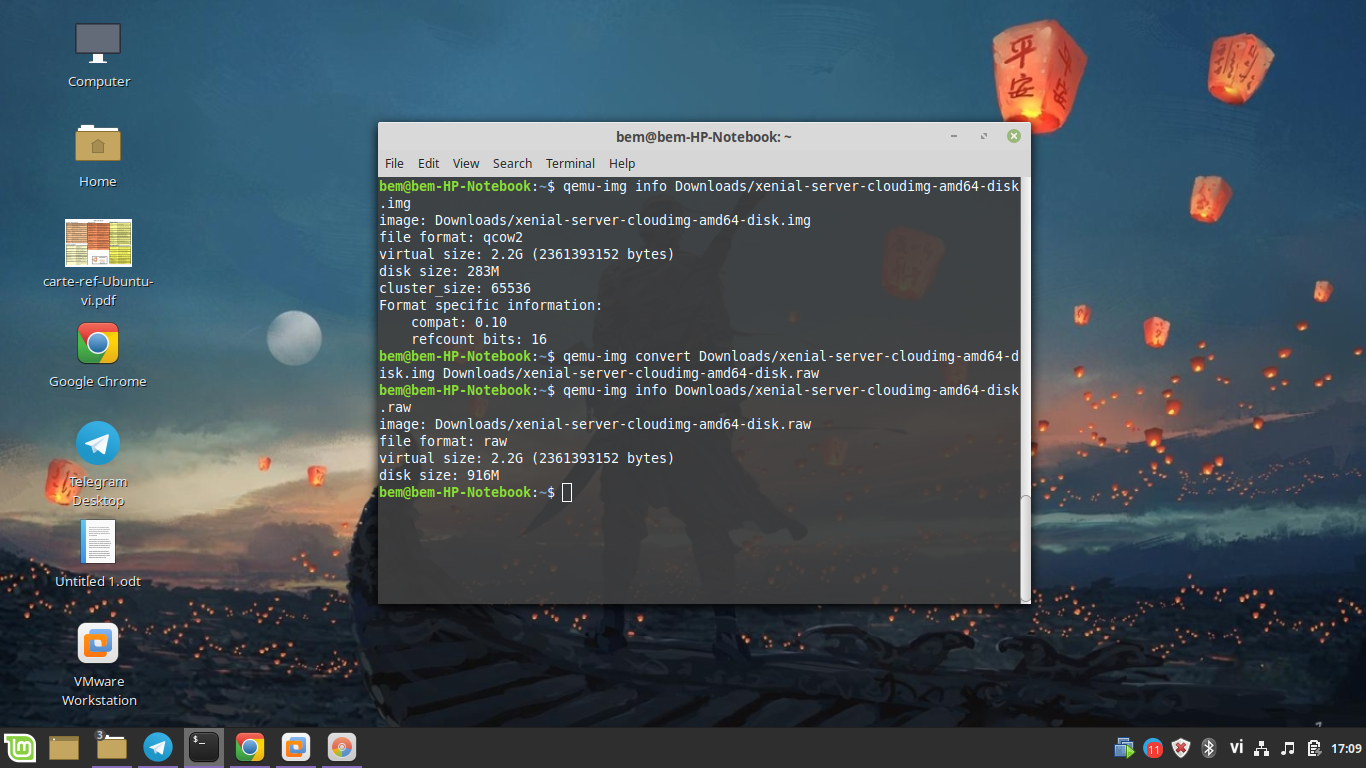 Computer
Home
carte-ref-Ubuntu-
vi.pdf
Google Chrome
Telegram
Desktop
Untitled 1.odt
VMware
Workstation
平
安
bem@bem-HP-Notebook: ~
File Edit View Search Terminal Help
bem@bem-HP-Notebook:~$ qemu-img info Downloads/xenial-server-cloudimg-amd64-disk
.img
image: Downloads/xenial-server-cloudimg-amd64-disk.img
file format: qcow2
virtual size: 2.2G (2361393152 bytes)
disk size: 283M
cluster_size: 65536
Format specific information:
    compat: 0.10
    refcount bits: 16
bem@bem-HP-Notebook:~$ qemu-img convert Downloads/xenial-server-cloudimg-amd64-d
isk.img Downloads/xenial-server-cloudimg-amd64-disk.raw
bem@bem-HP-Notebook:~$ qemu-img info Downloads/xenial-server-cloudimg-amd64-disk
.raw
image: Downloads/xenial-server-cloudimg-amd64-disk.raw
file format: raw
virtual size: 2.2G (2361393152 bytes)
disk size: 916M
bem@bem-HP-Notebook:~$
3
$_
11
vi
17:09